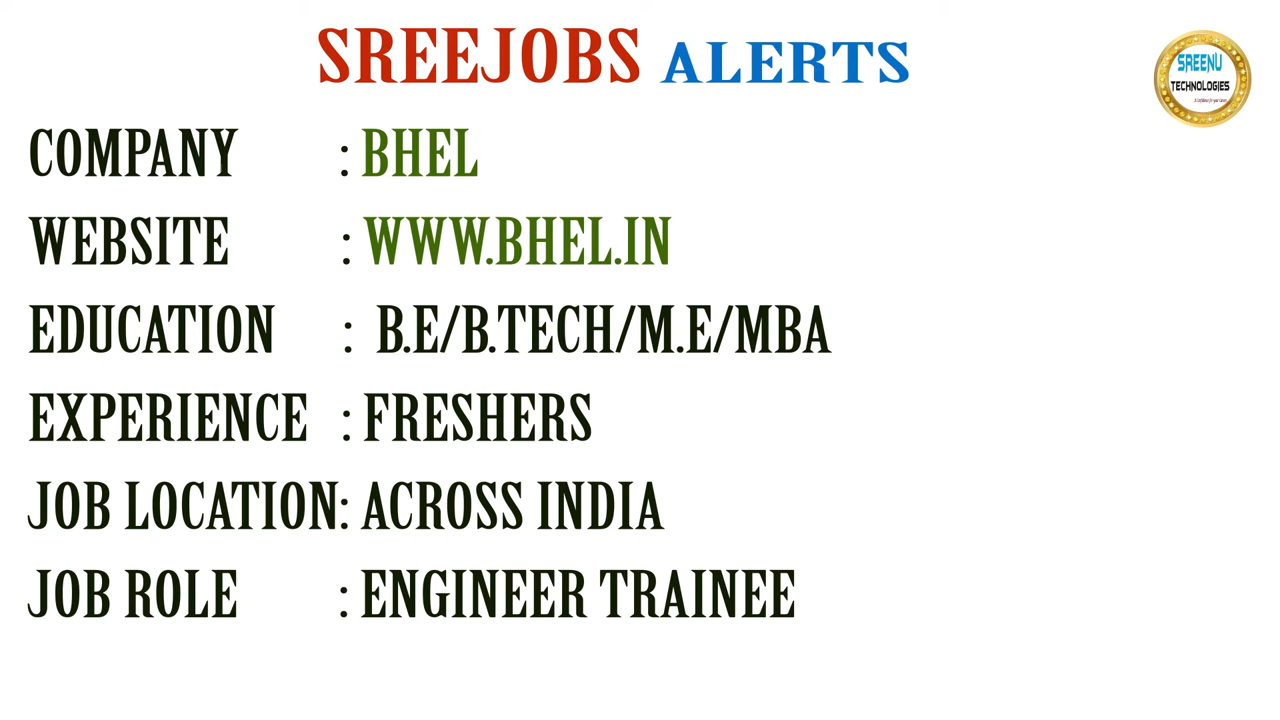 SREEJOBS ALERTS
SREENU
TECHNOLOGIES
COMPANY : BHEL
WEBSITE : WWW.BHEL.IN
EDUCATION : B.E/B.TECH/M.E/MBA
EXPERIENCE : FRESHERS
JOB LOCATION: ACROSS INDIA
JOB ROLE : ENGINEER TRAINEE